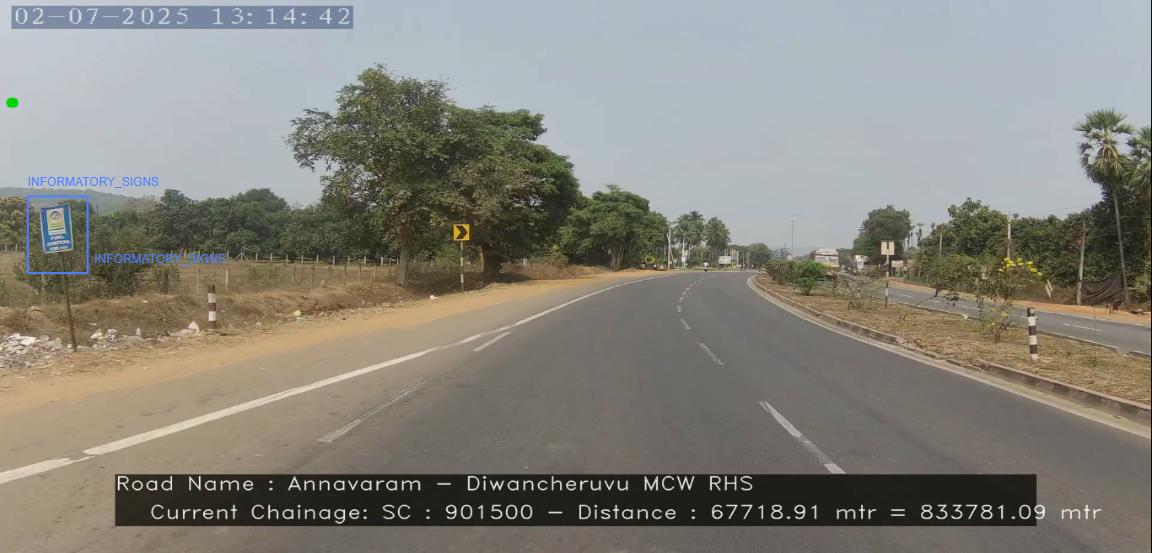 02-07-2025 13:14:42
INFORMATORY_SIGNS
INFORMATORY_SIGNS
FUEL
Road Name : Annavaram - Diwancheruvu MCW RHS
Current Chainage: SC : 901500 - Distance : 67718.91 mtr = 833781.09 mtr